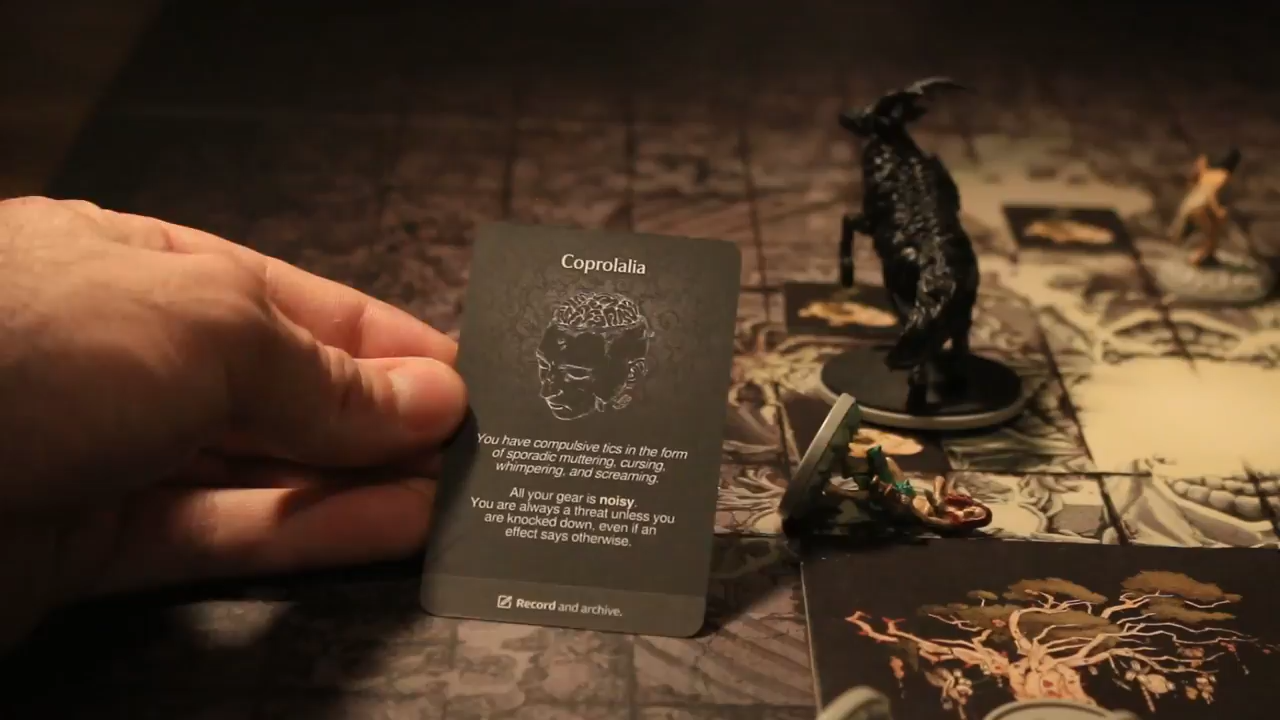 Coprolalia
You have compulsive tics in the form
of sporadic muttering, cursing,
whimpering, and screaming.
All your gear is noisy.
You are always a threat unless you
are knocked down, even if an
effect says otherwise.
Record and archive.